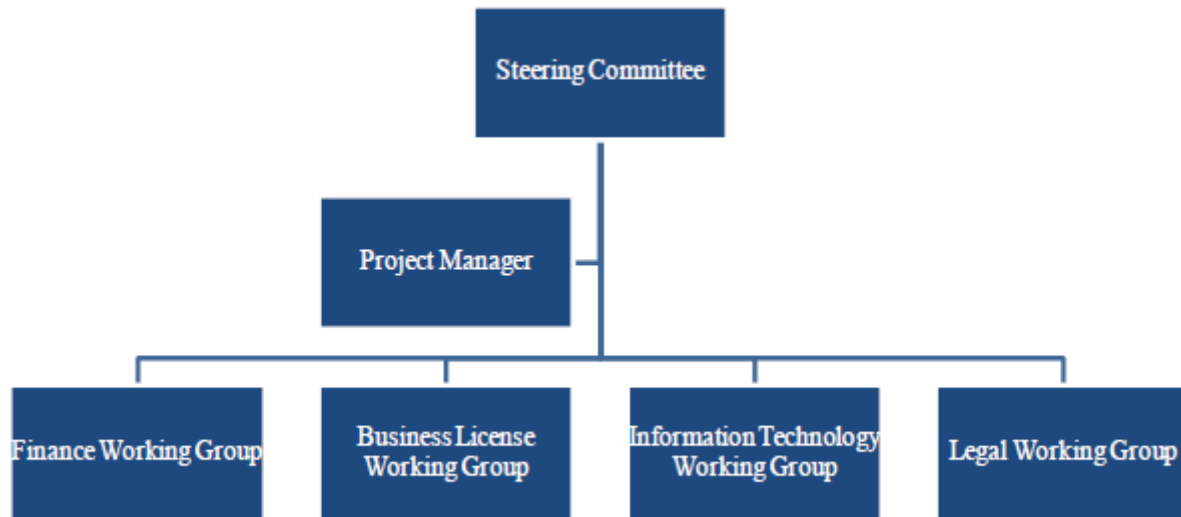 Steering Committee
Project Manager
Finance Working Group
Business License
Working Group
Information Technology
Working Group
Legal Working Group